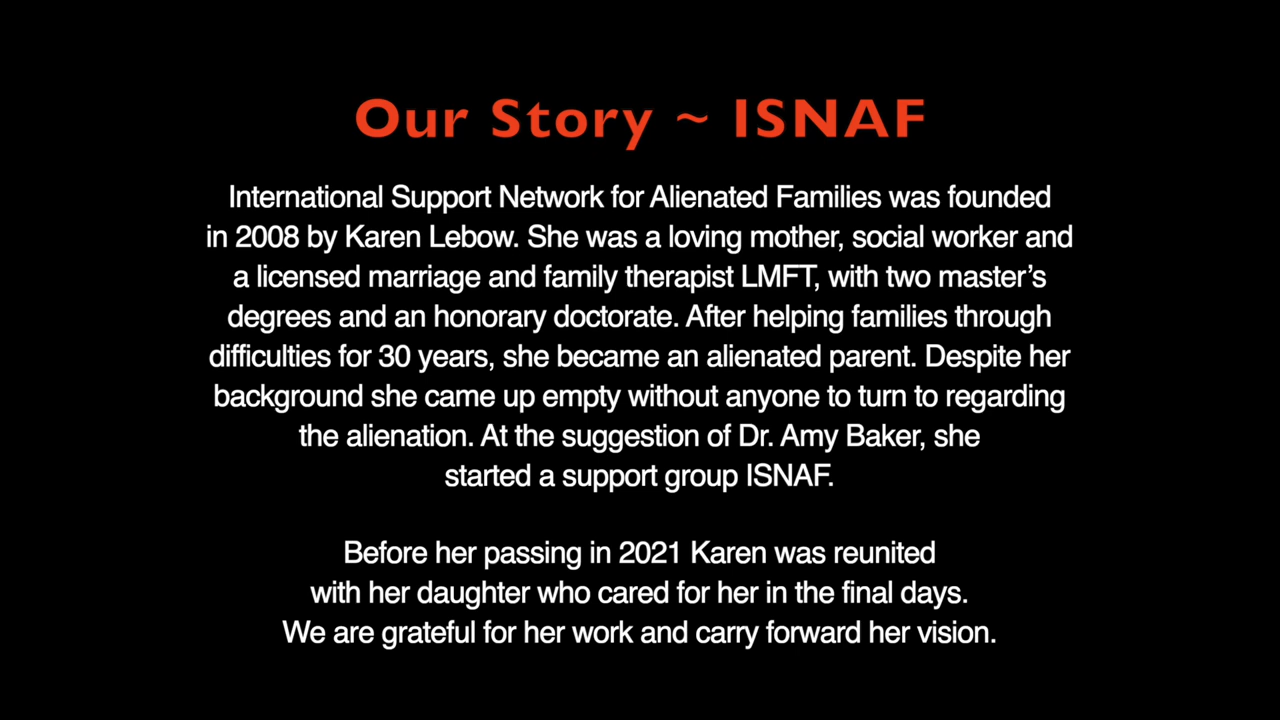 Our Story ~ ISNAF
International Support Network for Alienated Families was founded
in 2008 by Karen Lebow. She was a loving mother, social worker and
a licensed marriage and family therapist LMFT, with two master’s
degrees and an honorary doctorate. After helping families through
difficulties for 30 years, she became an alienated parent. Despite her
background she came up empty without anyone to turn to regarding
the alienation. At the suggestion of Dr. Amy Baker, she
started a support group ISNAF.
Before her passing in 2021 Karen was reunited
with her daughter who cared for her in the final days.
We are grateful for her work and carry forward her vision.